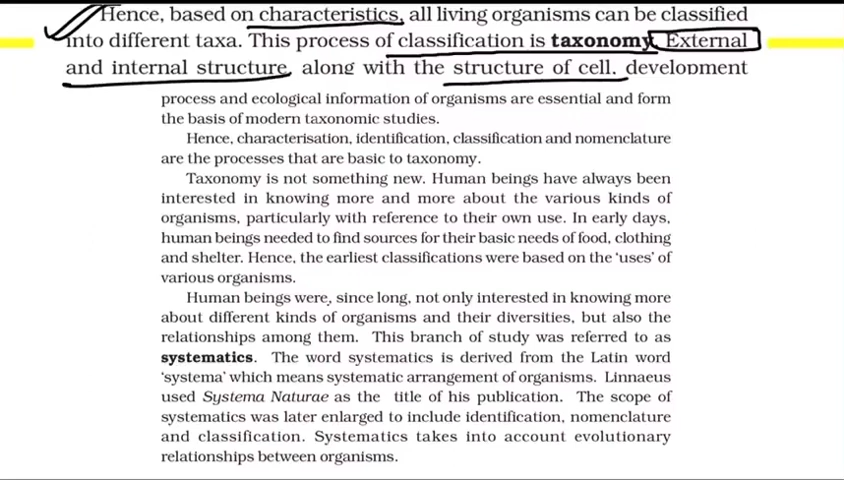 Hence, based on characteristics, all living organisms can be classified
into different taxa. This process of classification is taxonomy. External
and internal structure, along with the structure of cell, development
process and ecological information of organisms are essential and form
the basis of modern taxonomic studies.
Hence, characterisation, identification, classification and nomenclature
are the processes that are basic to taxonomy.
Taxonomy is not something new. Human beings have always been
interested in knowing more and more about the various kinds of
organisms, particularly with reference to their own use. In early days,
human beings needed to find sources for their basic needs of food, clothing
and shelter. Hence, the earliest classifications were based on the ‘uses’ of
various organisms.
Human beings were, since long, not only interested in knowing more
about different kinds of organisms and their diversities, but also the
relationships among them. This branch of study was referred to as
systematics. The word systematics is derived from the Latin word
‘systema’ which means systematic arrangement of organisms. Linnaeus
used Systema Naturae as the title of his publication. The scope of
systematics was later enlarged to include identification, nomenclature
and classification. Systematics takes into account evolutionary
relationships between organisms.